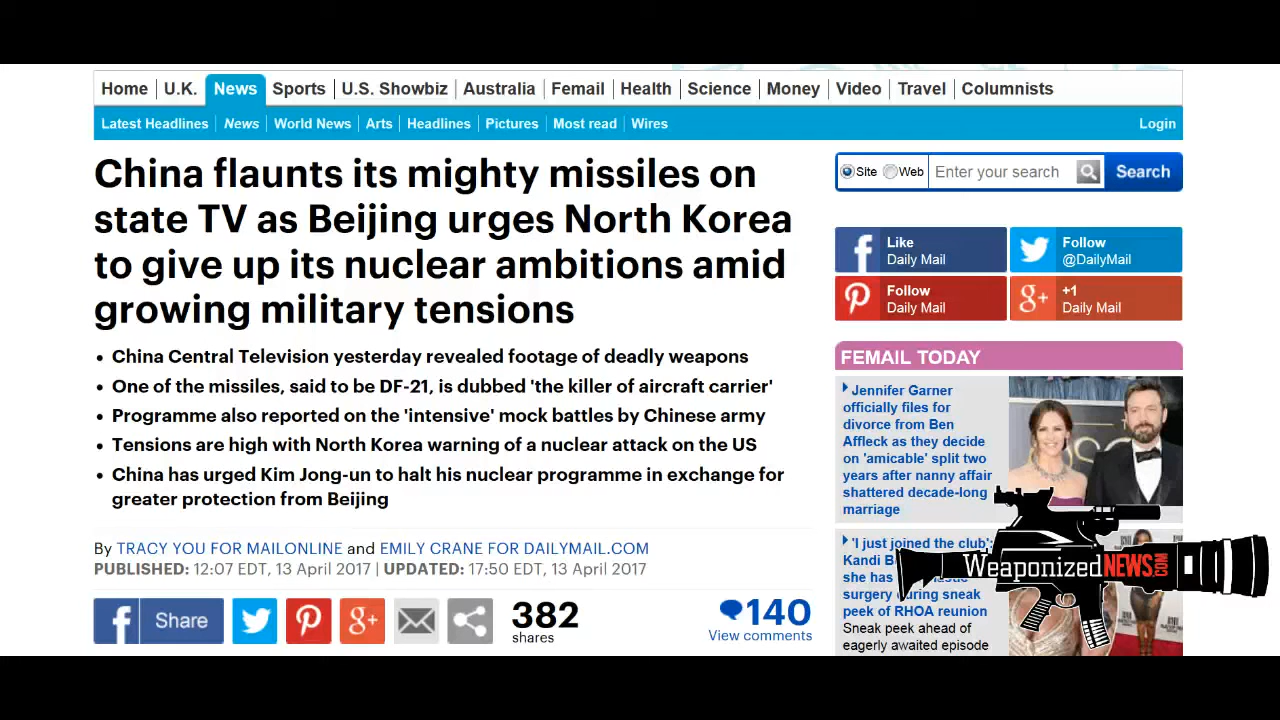 Home U.K. News Sports U.S. Showbiz Australia Femail Health Science Money Video Travel Columnists
Latest Headlines News World News Arts Headlines Pictures Most read Wires Login
China flaunts its mighty missiles on
state TV as Beijing urges North Korea
to give up its nuclear ambitions amid
growing military tensions
• China Central Television yesterday revealed footage of deadly weapons
• One of the missiles, said to be DF-21, is dubbed 'the killer of aircraft carrier'
• Programme also reported on the 'intensive' mock battles by Chinese army
• Tensions are high with North Korea warning of a nuclear attack on the US
• China has urged Kim Jong-un to halt his nuclear programme in exchange for
greater protection from Beijing
By TRACY YOU FOR MAILONLINE and EMILY CRANE FOR DAILYMAIL.COM
PUBLISHED: 12:07 EDT, 13 April 2017 | UPDATED: 17:50 EDT, 13 April 2017
Share
382
shares
140
View comments
Site Web Enter your search Search
Like
Daily Mail
Follow
@DailyMail
Follow
Daily Mail
+1
Daily Mail
FEMAIL TODAY
Jennifer Garner
officially files for
divorce from Ben
Affleck as they decide
on 'amicable' split two
years after nanny affair
shattered decade-long
marriage
'I just joined the club':
Kandi
she has
surgery during sneak
peek of RHOA reunion
Sneak peek ahead of
eagerly awaited episode
WeaponizedNEWS.COM